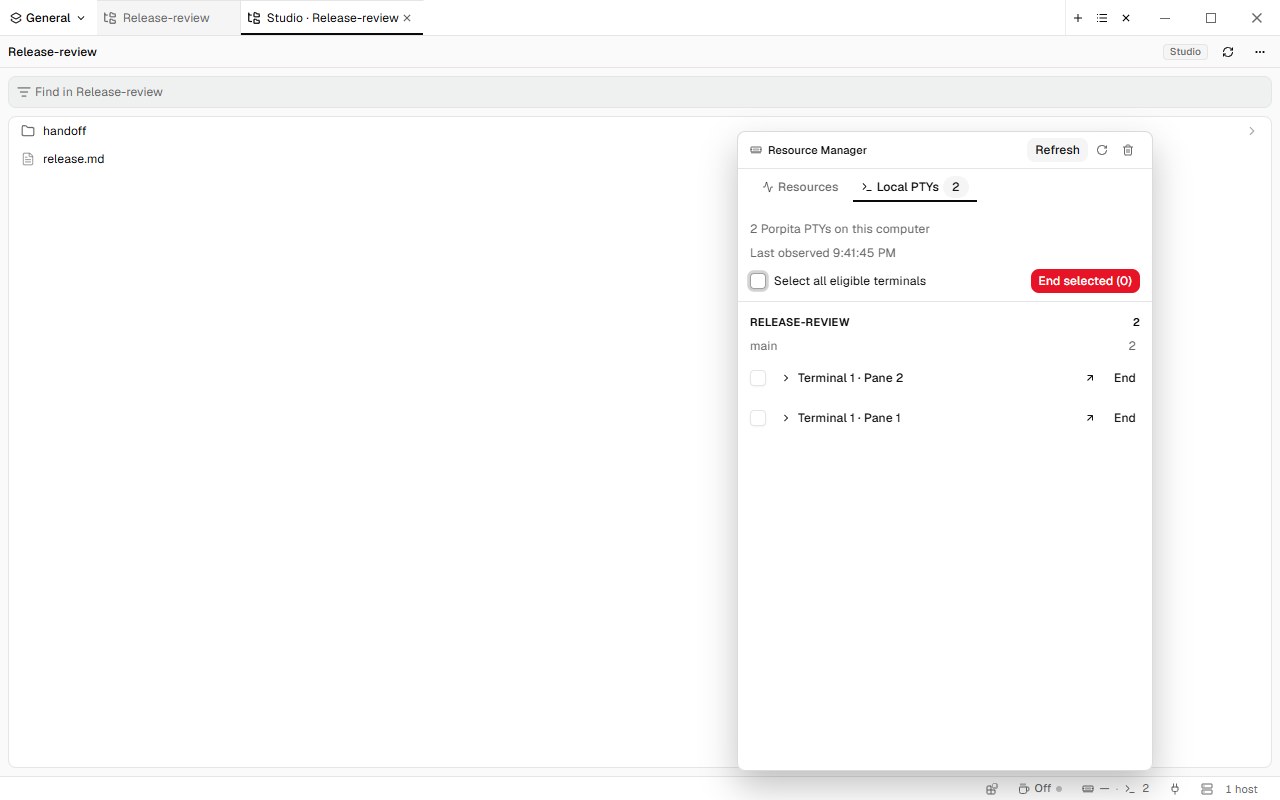 General
Release-review
Studio · Release-review
Release-review
Studio
Find in Release-review
handoff
release.md
Resource Manager
Refresh
Resources
Local PTYs 2
2 Porpita PTYs on this computer
Last observed 9:41:45 PM
Select all eligible terminals
End selected (0)
RELEASE-REVIEW 2
main 2
Terminal 1 · Pane 2 End
Terminal 1 · Pane 1 End
Off — · 2 1 host